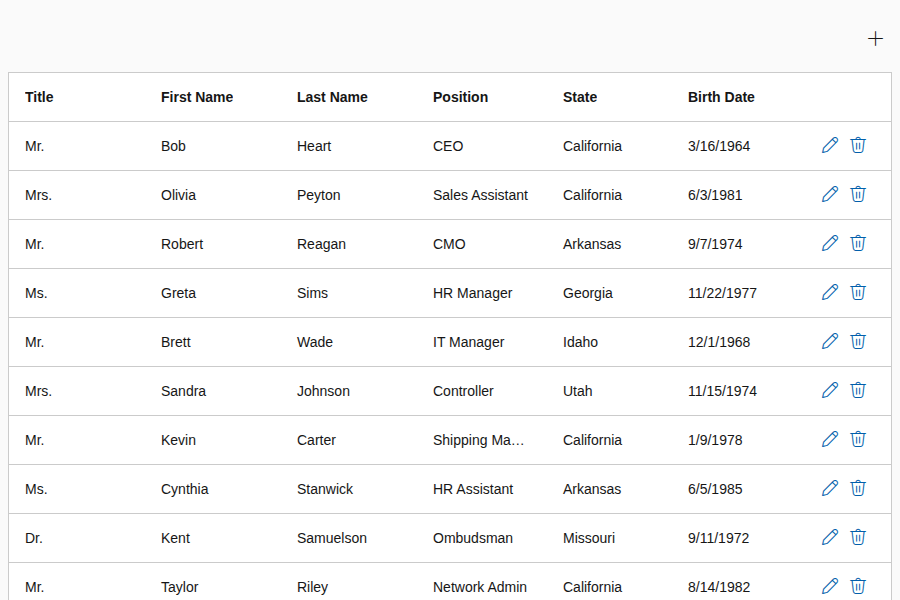 Title First Name Last Name Position State Birth Date
Mr. Bob Heart CEO California 3/16/1964
Mrs. Olivia Peyton Sales Assistant California 6/3/1981
Mr. Robert Reagan CMO Arkansas 9/7/1974
Ms. Greta Sims HR Manager Georgia 11/22/1977
Mr. Brett Wade IT Manager Idaho 12/1/1968
Mrs. Sandra Johnson Controller Utah 11/15/1974
Mr. Kevin Carter Shipping Ma… California 1/9/1978
Ms. Cynthia Stanwick HR Assistant Arkansas 6/5/1985
Dr. Kent Samuelson Ombudsman Missouri 9/11/1972
Mr. Taylor Riley Network Admin California 8/14/1982